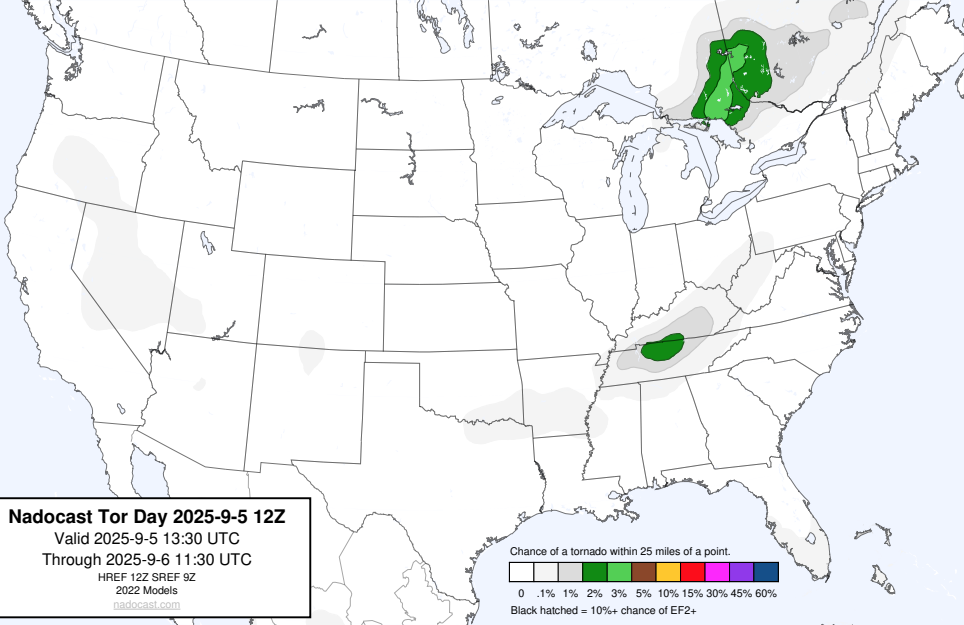 Nadocast Tor Day 2025-9-5 12Z
Valid 2025-9-5 13:30 UTC
Through 2025-9-6 11:30 UTC
HREF 12Z SREF 9Z
2022 Models
nadocast.com
Chance of a tornado within 25 miles of a point.
0 .1% 1% 2% 3% 5% 10% 15% 30% 45% 60%
Black hatched = 10%+ chance of EF2+